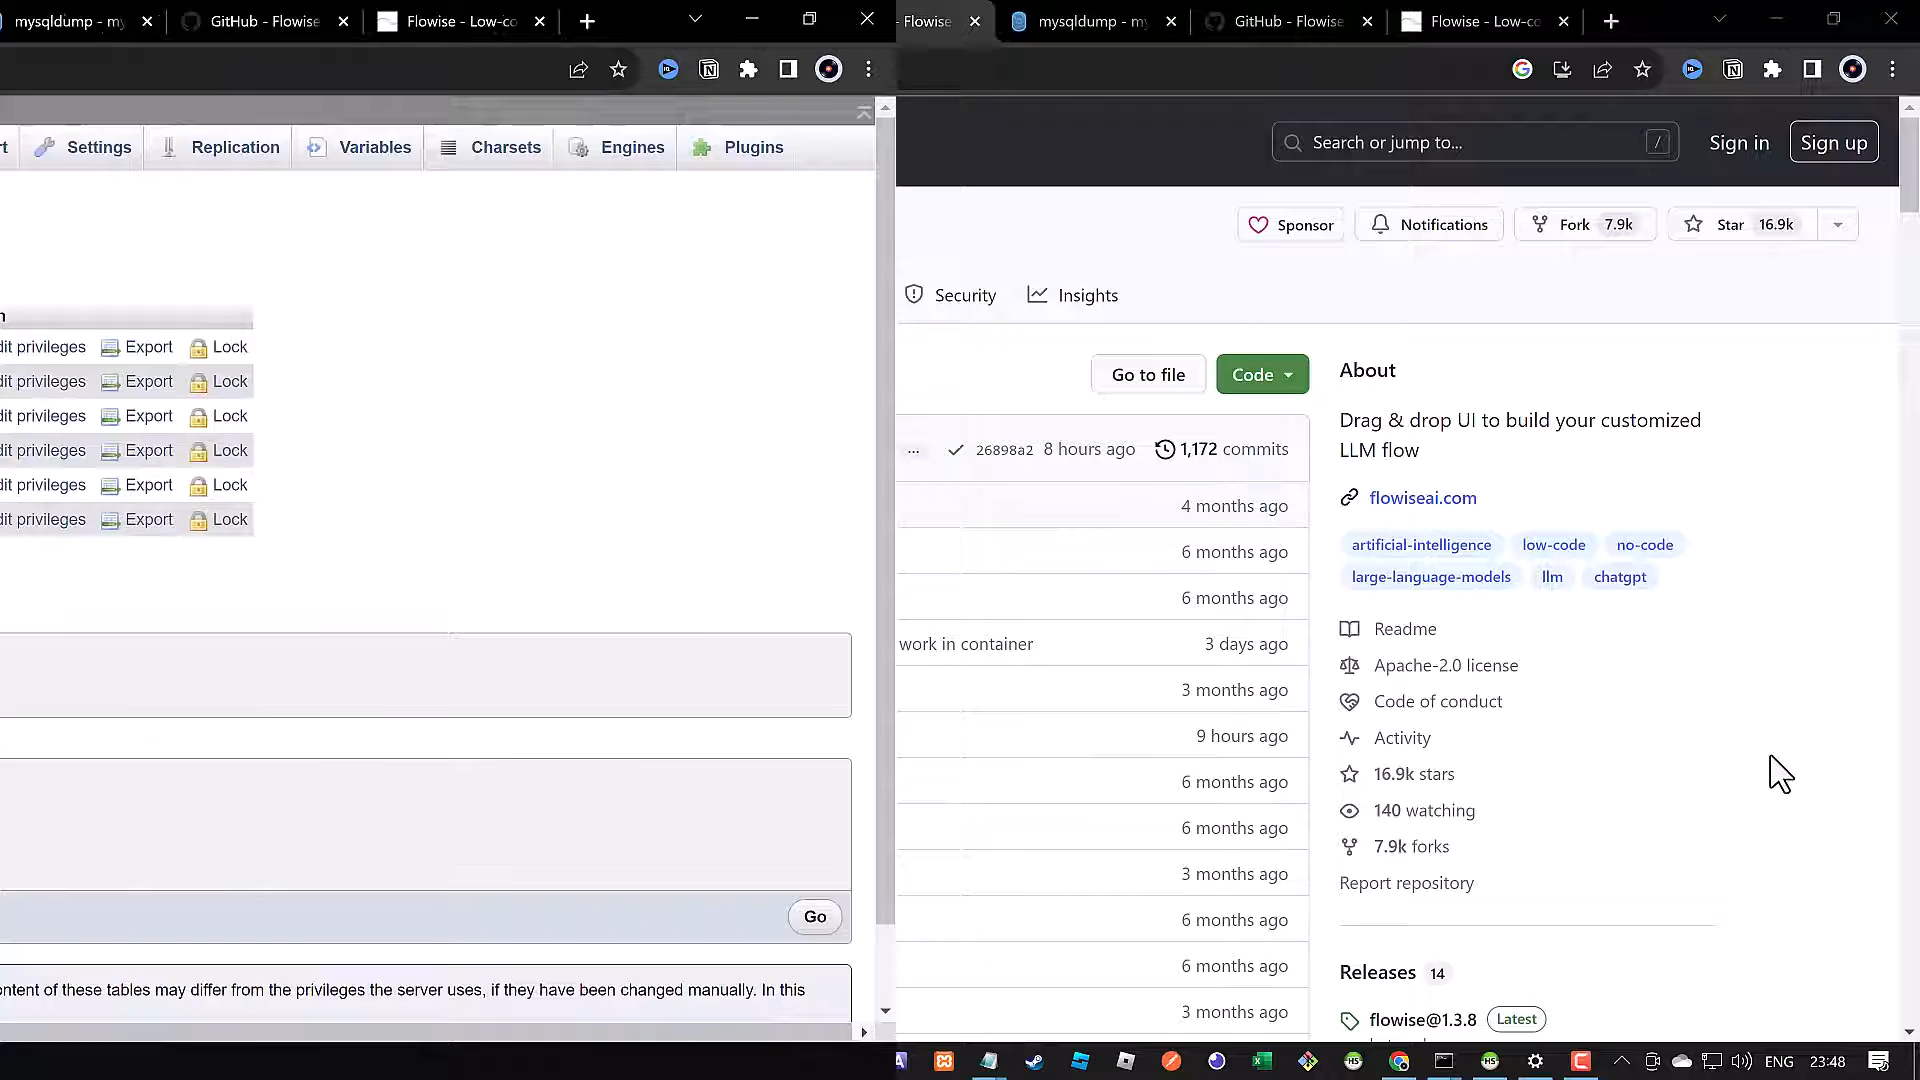 mysqldump - my
GitHub - Flowise
Flowise - Low-co
Settings
Replication
Variables
Charsets
Engines
Plugins
dit privileges Export Lock
dit privileges Export Lock
dit privileges Export Lock
dit privileges Export Lock
dit privileges Export Lock
dit privileges Export Lock
Go
ontent of these tables may differ from the privileges the server uses, if they have been changed manually. In this
Flowise
mysqldump - my
GitHub - Flowise
Flowise - Low-co
Search or jump to... /
Sign in
Sign up
Sponsor
Notifications
Fork 7.9k
Star 16.9k
Security
Insights
Go to file
Code
... 26898a2 8 hours ago 1,172 commits
4 months ago
6 months ago
6 months ago
work in container 3 days ago
3 months ago
9 hours ago
6 months ago
6 months ago
3 months ago
6 months ago
6 months ago
3 months ago
About
Drag & drop UI to build your customized
LLM flow
flowiseai.com
artificial-intelligence low-code no-code
large-language-models llm chatgpt
Readme
Apache-2.0 license
Code of conduct
Activity
16.9k stars
140 watching
7.9k forks
Report repository
Releases 14
flowise@1.3.8 Latest
ENG 23:48